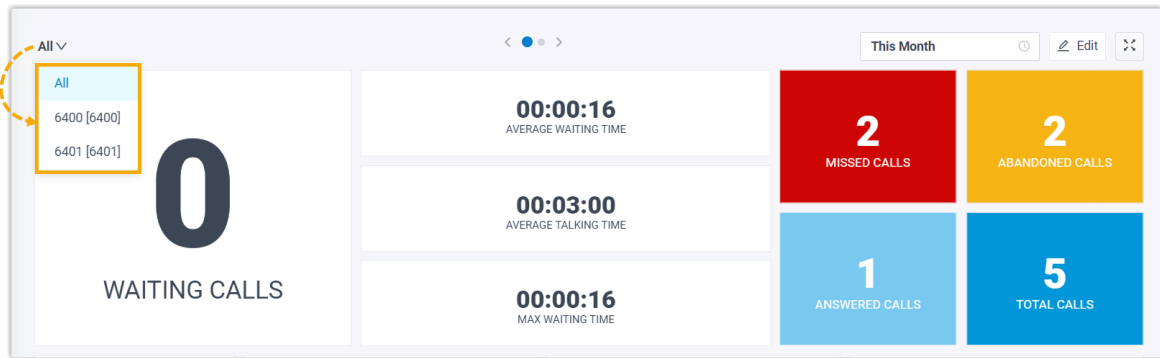 All
This Month
Edit
All
6400 [6400]
6401 [6401]
0
WAITING CALLS
00:00:16
AVERAGE WAITING TIME
00:03:00
AVERAGE TALKING TIME
00:00:16
MAX WAITING TIME
2
MISSED CALLS
2
ABANDONED CALLS
1
ANSWERED CALLS
5
TOTAL CALLS